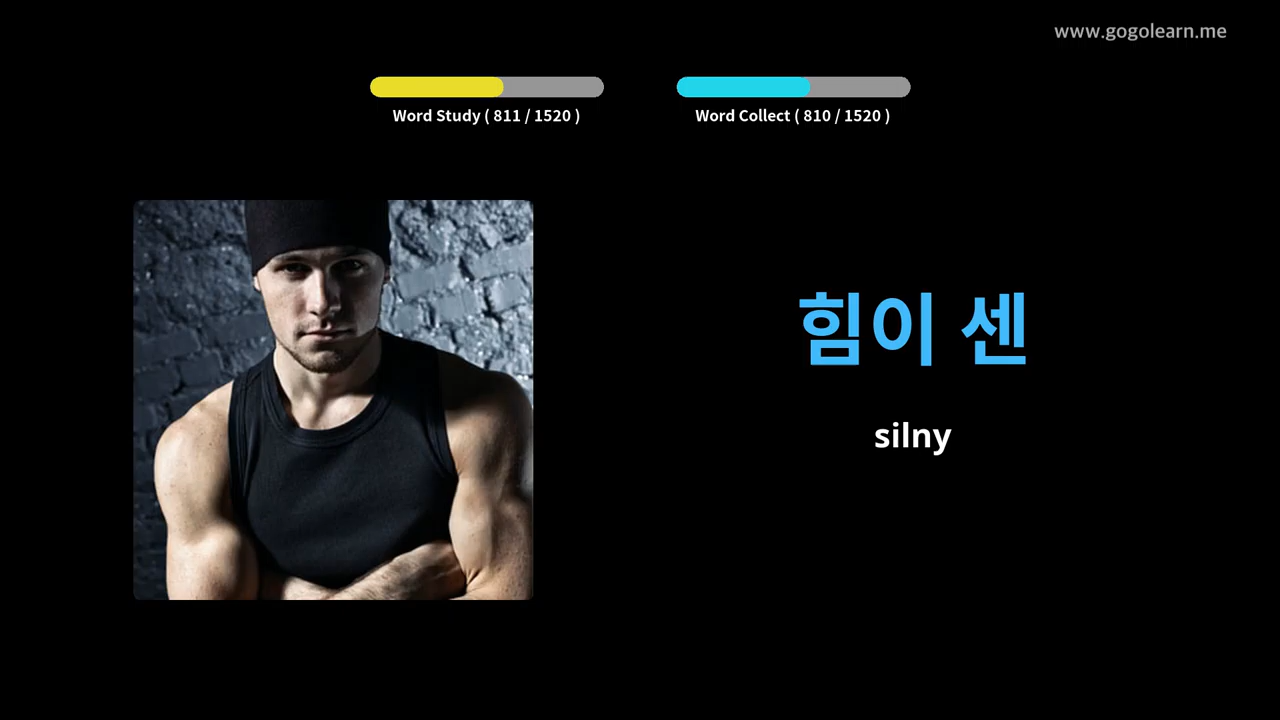 www.gogolearn.me
Word Study ( 811 / 1520 )
Word Collect ( 810 / 1520 )
힘이 센
silny